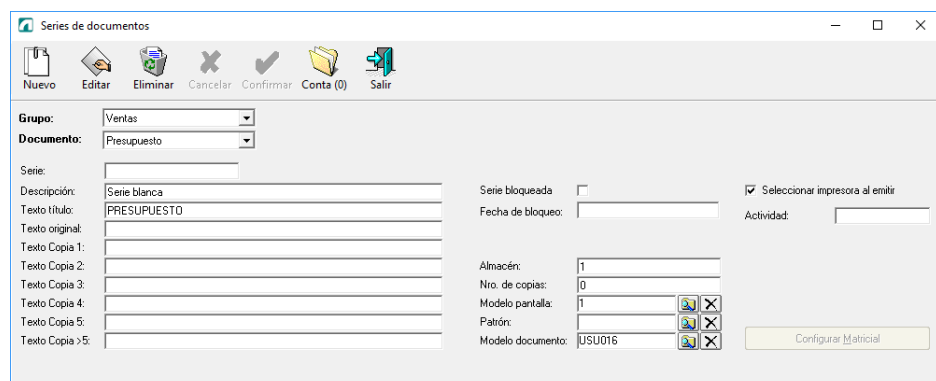 Series de documentos
Nuevo Editar Eliminar Cancelar Confirmar Conta (0) Salir
Grupo: Ventas
Documento: Presupuesto
Serie:
Descripción: Serie blanca Serie bloqueada Seleccionar impresora al emitir
Texto título: PRESUPUESTO Fecha de bloqueo: Actividad:
Texto original:
Texto Copia 1:
Texto Copia 2: Almacén: 1
Texto Copia 3: Nro. de copias: 0
Texto Copia 4: Modelo pantalla: 1
Texto Copia 5: Patrón:
Texto Copia >5: Modelo documento: USU016 Configurar Matricial